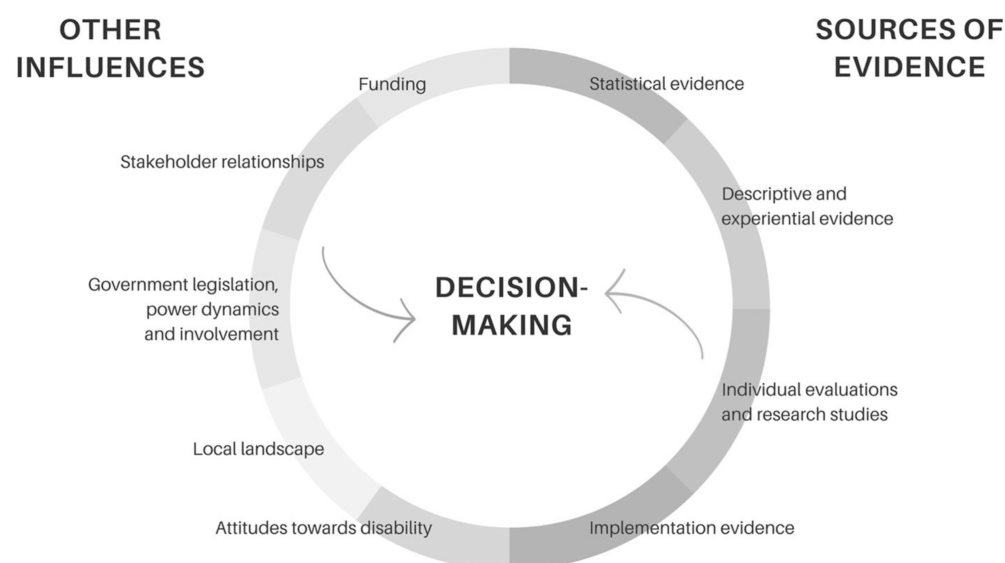 OTHER
INFLUENCES
SOURCES OF
EVIDENCE
Funding
Stakeholder relationships
Government legislation,
power dynamics
and involvement
Local landscape
Attitudes towards disability
DECISION-
MAKING
Statistical evidence
Descriptive and
experiential evidence
Individual evaluations
and research studies
Implementation evidence